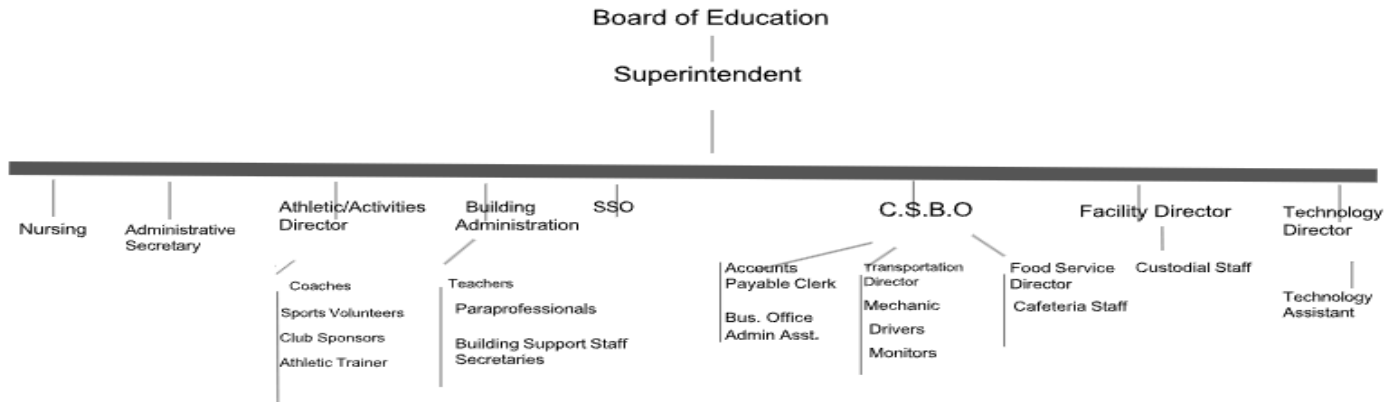 Board of Education
Superintendent
Nursing
Administrative
Secretary
Athletic/Activities
Director
Building
Administration
SSO
C.S.B.O
Facility Director
Technology
Director
Coaches
Sports Volunteers
Club Sponsors
Athletic Trainer
Teachers
Paraprofessionals
Building Support Staff
Secretaries
Accounts
Payable Clerk
Bus. Office
Admin Asst.
Transportation
Director
Mechanic
Drivers
Monitors
Food Service
Director
Cafeteria Staff
Custodial Staff
Technology
Assistant